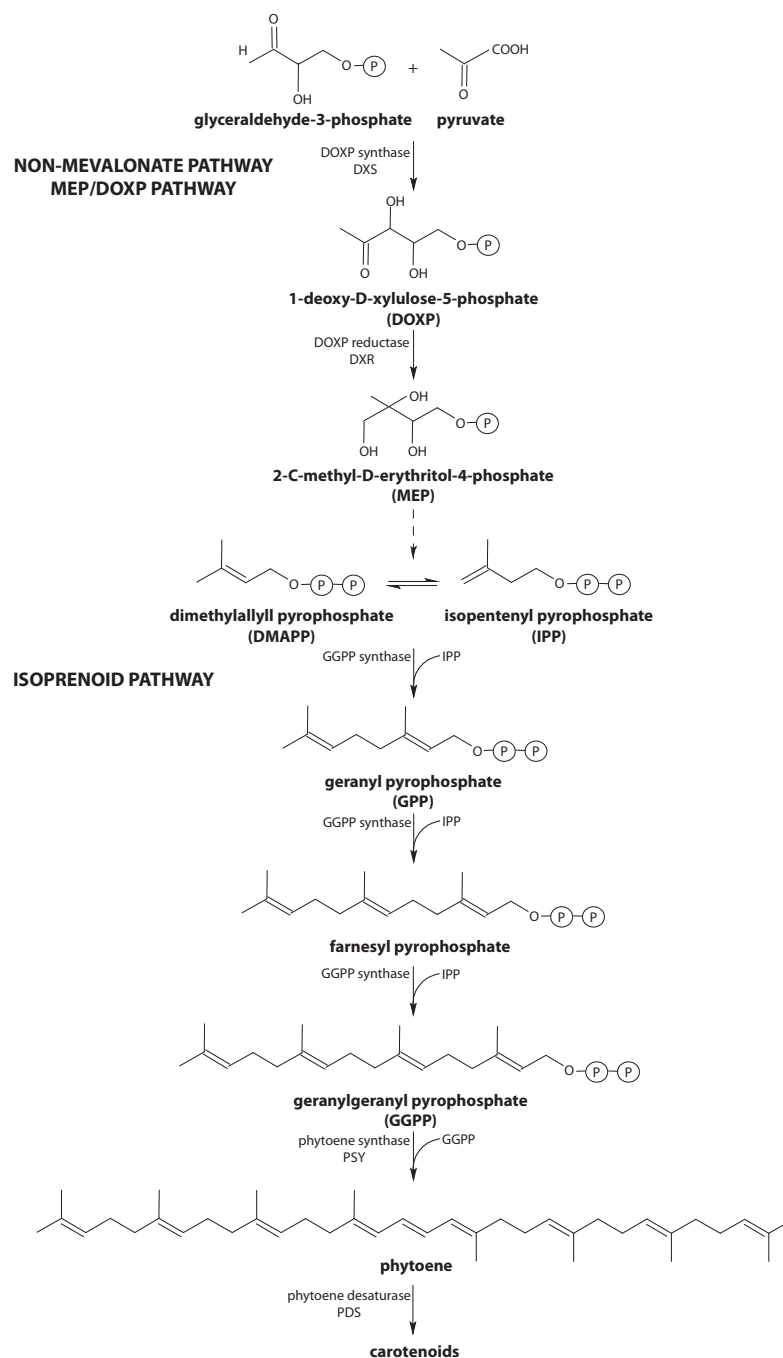 O
H
O
P
OH
+
COOH
O
glyceraldehyde-3-phosphate
pyruvate
DOXP synthase
DXS
NON-MEVALONATE PATHWAY
MEP/DOXP PATHWAY
OH
O
P
O
OH
1-deoxy-D-xylulose-5-phosphate
(DOXP)
DOXP reductase
DXR
OH
O
P
OH
OH
2-C-methyl-D-erythritol-4-phosphate
(MEP)
O
P
P
O
P
P
dimethylallyll pyrophosphate
(DMAPP)
isopentenyl pyrophosphate
(IPP)
GGPP synthase
IPP
ISOPRENOID PATHWAY
O
P
P
geranyl pyrophosphate
(GPP)
GGPP synthase
IPP
O
P
P
farnesyl pyrophosphate
GGPP synthase
IPP
O
P
P
geranylgeranyl pyrophosphate
(GGPP)
phytoene synthase
PSY
GGPP
phytoene
phytoene desaturase
PDS
carotenoids